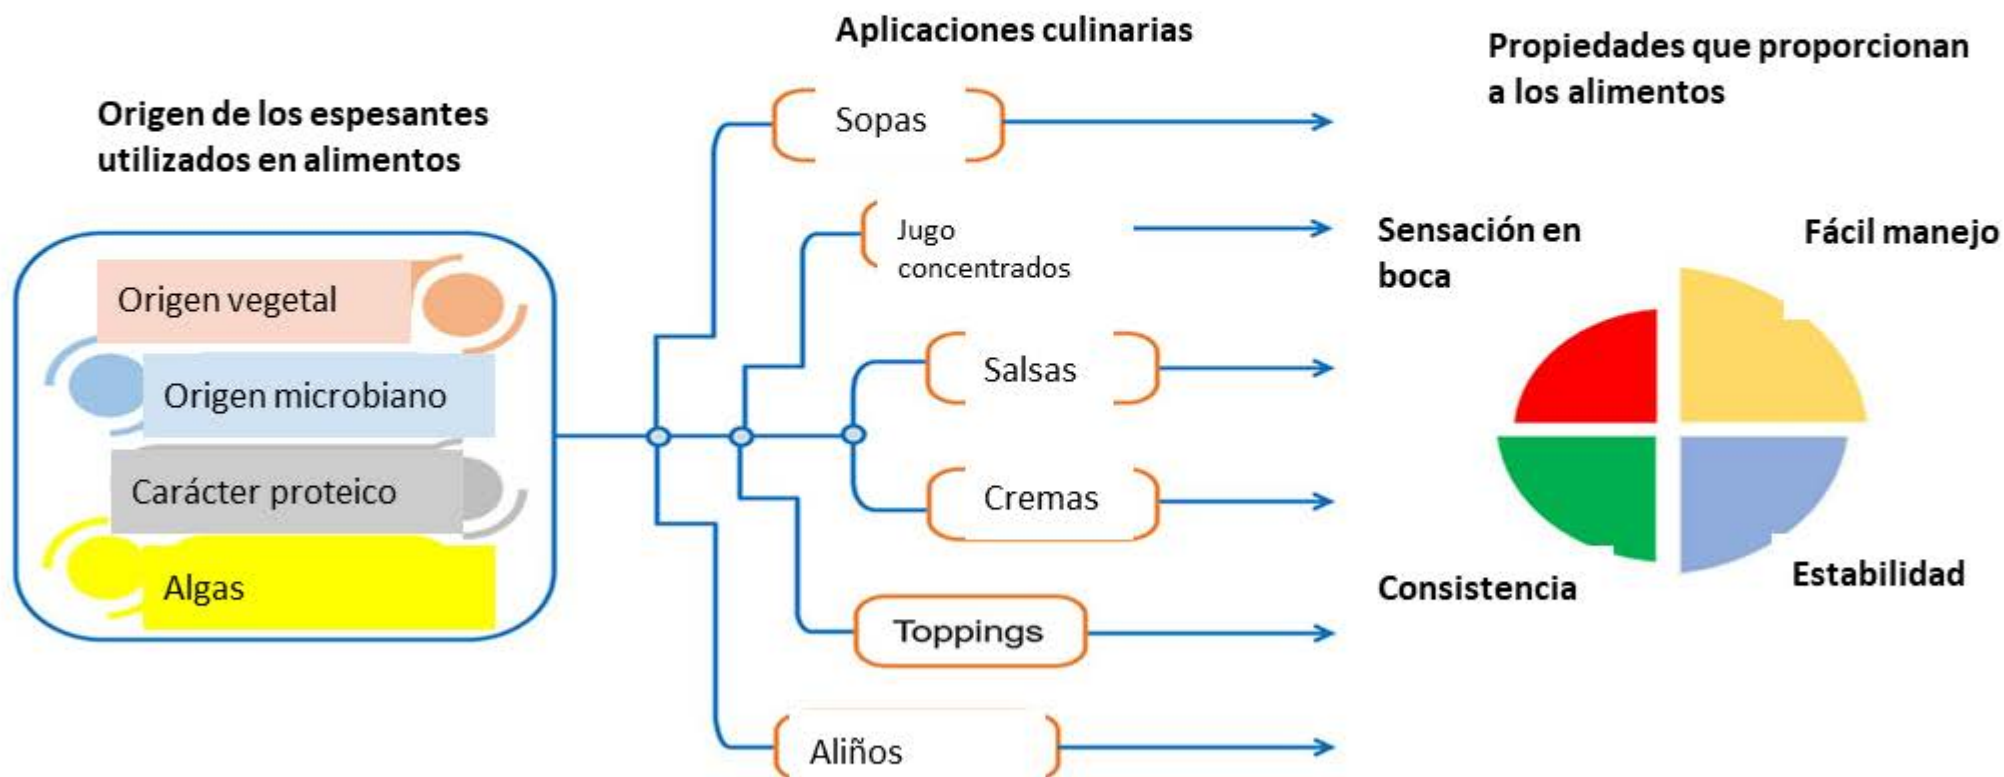 Origen de los espesantes
utilizados en alimentos
Origen vegetal
Origen microbiano
Carácter proteico
Algas
Aplicaciones culinarias
Sopas
Jugo
concentrados
Salsas
Cremas
Toppings
Aliños
Propiedades que proporcionan
a los alimentos
Sensación en
boca
Fácil manejo
Consistencia
Estabilidad